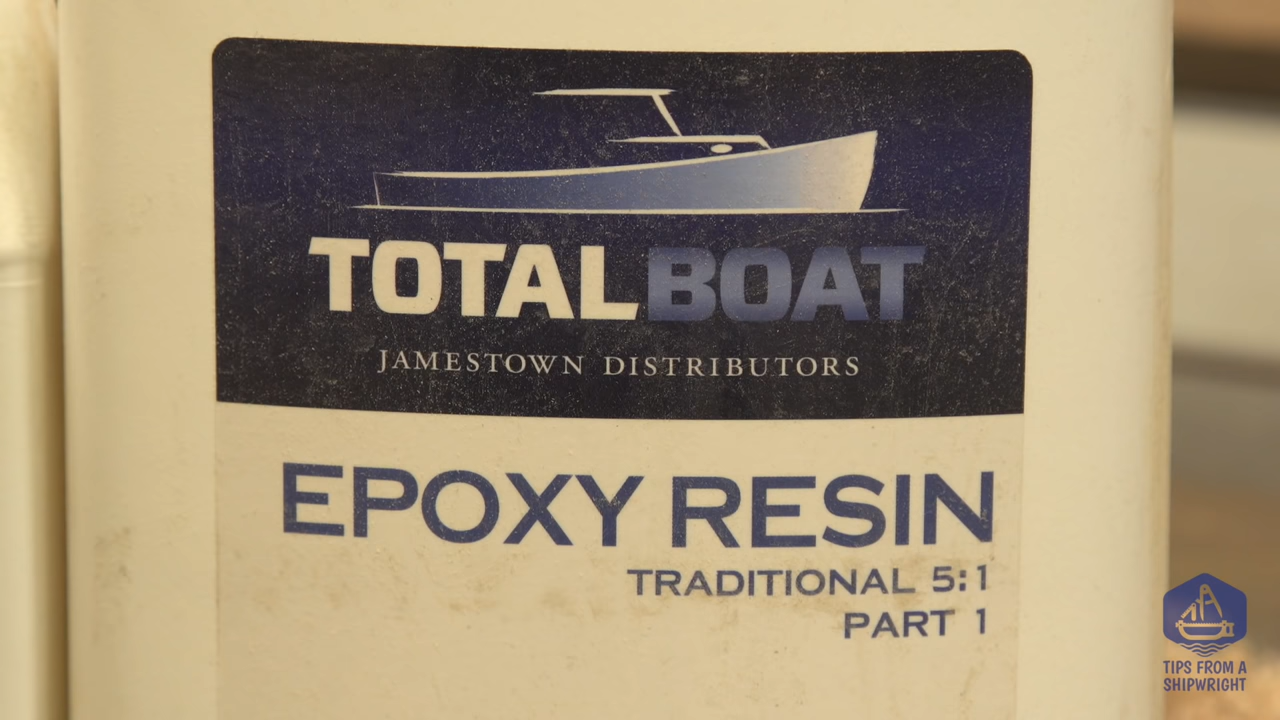 TOTALBOAT
JAMESTOWN DISTRIBUTORS
EPOXY RESIN
TRADITIONAL 5:1
PART 1
TIPS FROM A
SHIPWRIGHT